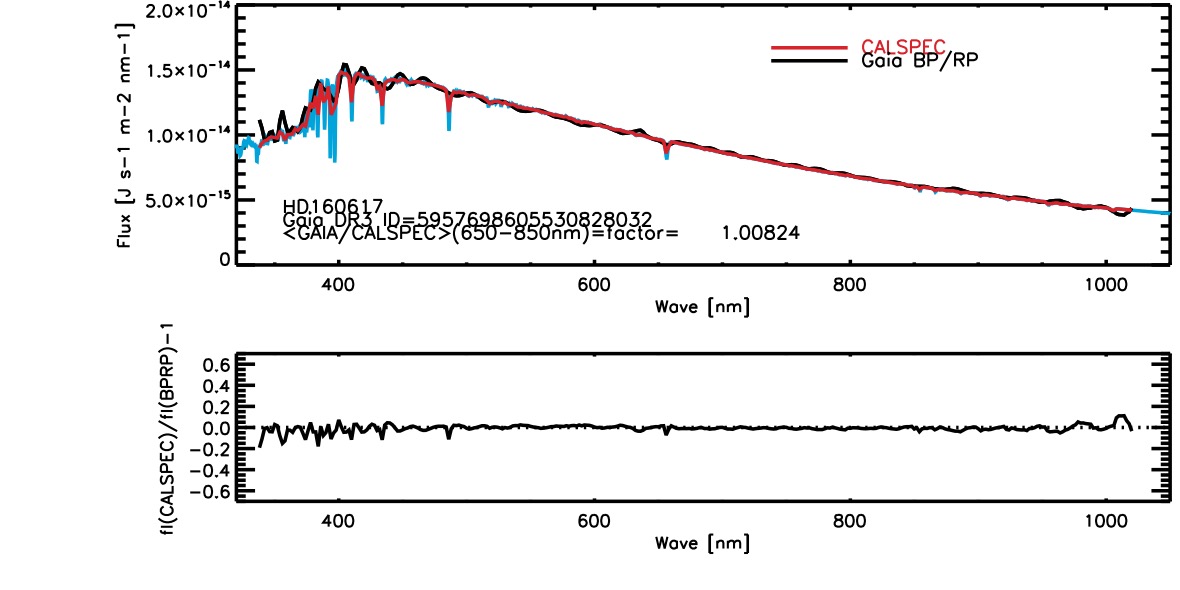 2.0×10−14
1.5×10−14
1.0×10−14
5.0×10−15
0
Flux [J s−1 m−2 nm−1]
CALSPEC
Gaia BP/RP
HD160617
Gaia DR3 ID=5957698605530828032
<GAIA/CALSPEC>(650−850nm)=factor= 1.00824
400 600 800 1000
Wave [nm]
fl(CALSPEC)/fl(BPRP)−1
0.6
0.4
0.2
0.0
−0.2
−0.4
−0.6
400 600 800 1000
Wave [nm]